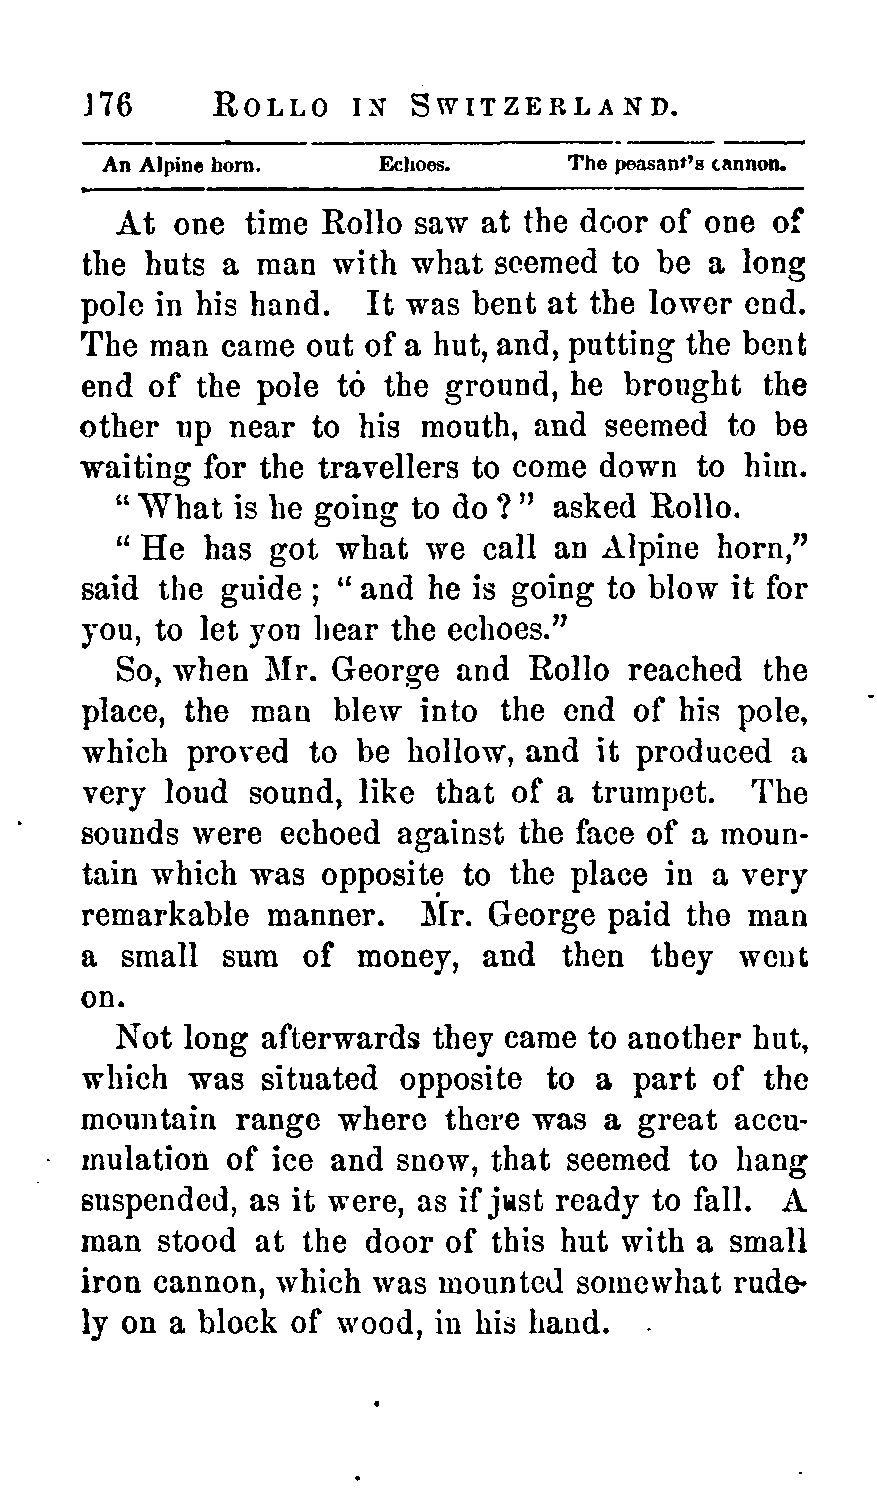 176 ROLLO IN SWITZERLAND.
An Alpine horn. Echoes. The peasant's cannon.
At one time Rollo saw at the door of one of
the huts a man with what seemed to be a long
pole in his hand. It was bent at the lower end.
The man came out of a hut, and, putting the bent
end of the pole to the ground, he brought the
other up near to his mouth, and seemed to be
waiting for the travellers to come down to him.
“What is he going to do?” asked Rollo.
“He has got what we call an Alpine horn,”
said the guide; “and he is going to blow it for
you, to let you hear the echoes.”
So, when Mr. George and Rollo reached the
place, the man blew into the end of his pole,
which proved to be hollow, and it produced a
very loud sound, like that of a trumpet. The
sounds were echoed against the face of a moun-
tain which was opposite to the place in a very
remarkable manner. Mr. George paid the man
a small sum of money, and then they went
on.
Not long afterwards they came to another hut,
which was situated opposite to a part of the
mountain range where there was a great accu-
mulation of ice and snow, that seemed to hang
suspended, as it were, as if just ready to fall. A
man stood at the door of this hut with a small
iron cannon, which was mounted somewhat rude-
ly on a block of wood, in his hand.